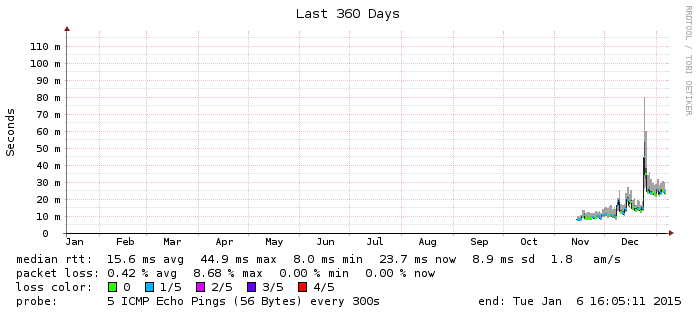 Last 360 Days
RRDTOOL / TOBI OETIKER
Seconds
110 m
100 m
90 m
80 m
70 m
60 m
50 m
40 m
30 m
20 m
10 m
0
Jan Feb Mar Apr May Jun Jul Aug Sep Oct Nov Dec
median rtt: 15.6 ms avg 44.9 ms max 8.0 ms min 23.7 ms now 8.9 ms sd 1.8 am/s
packet loss: 0.42 % avg 8.68 % max 0.00 % min 0.00 % now
loss color: 0 1/5 2/5 3/5 4/5
probe: 5 ICMP Echo Pings (56 Bytes) every 300s end: Tue Jan 6 16:05:11 2015